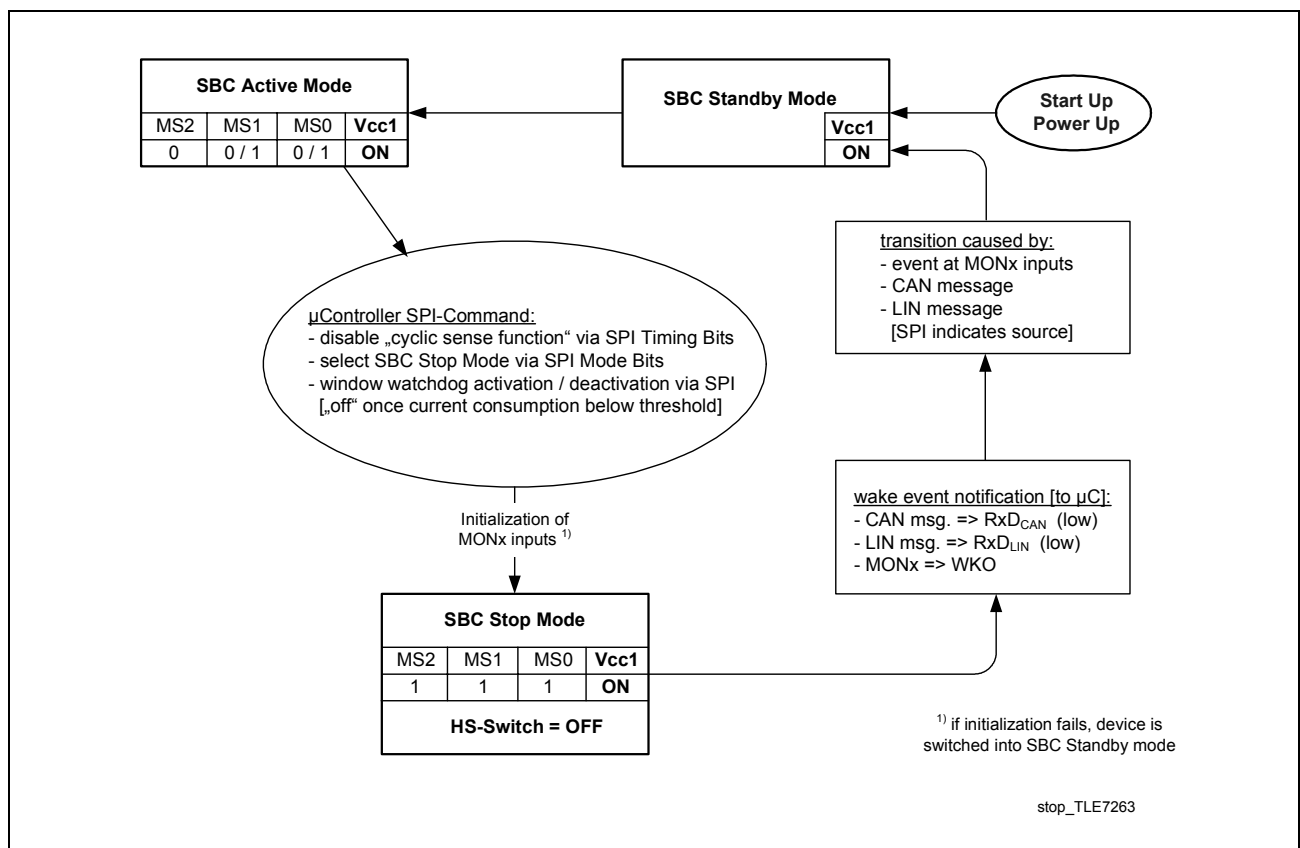 SBC Active Mode
MS2 MS1 MS0 Vcc1
0 0 / 1 0 / 1 ON
SBC Standby Mode
Vcc1
ON
Start Up
Power Up
µController SPI-Command:
- disable „cyclic sense function“ via SPI Timing Bits
- select SBC Stop Mode via SPI Mode Bits
- window watchdog activation / deactivation via SPI
[„off“ once current consumption below threshold]
Initialization of
MONx inputs 1)
SBC Stop Mode
MS2 MS1 MS0 Vcc1
1 1 1 ON
HS-Switch = OFF
wake event notification [to µC]:
- CAN msg. => RxDCAN (low)
- LIN msg. => RxDLIN (low)
- MONx => WKO
transition caused by:
- event at MONx inputs
- CAN message
- LIN message
[SPI indicates source]
1) if initialization fails, device is
switched into SBC Standby mode
stop_TLE7263